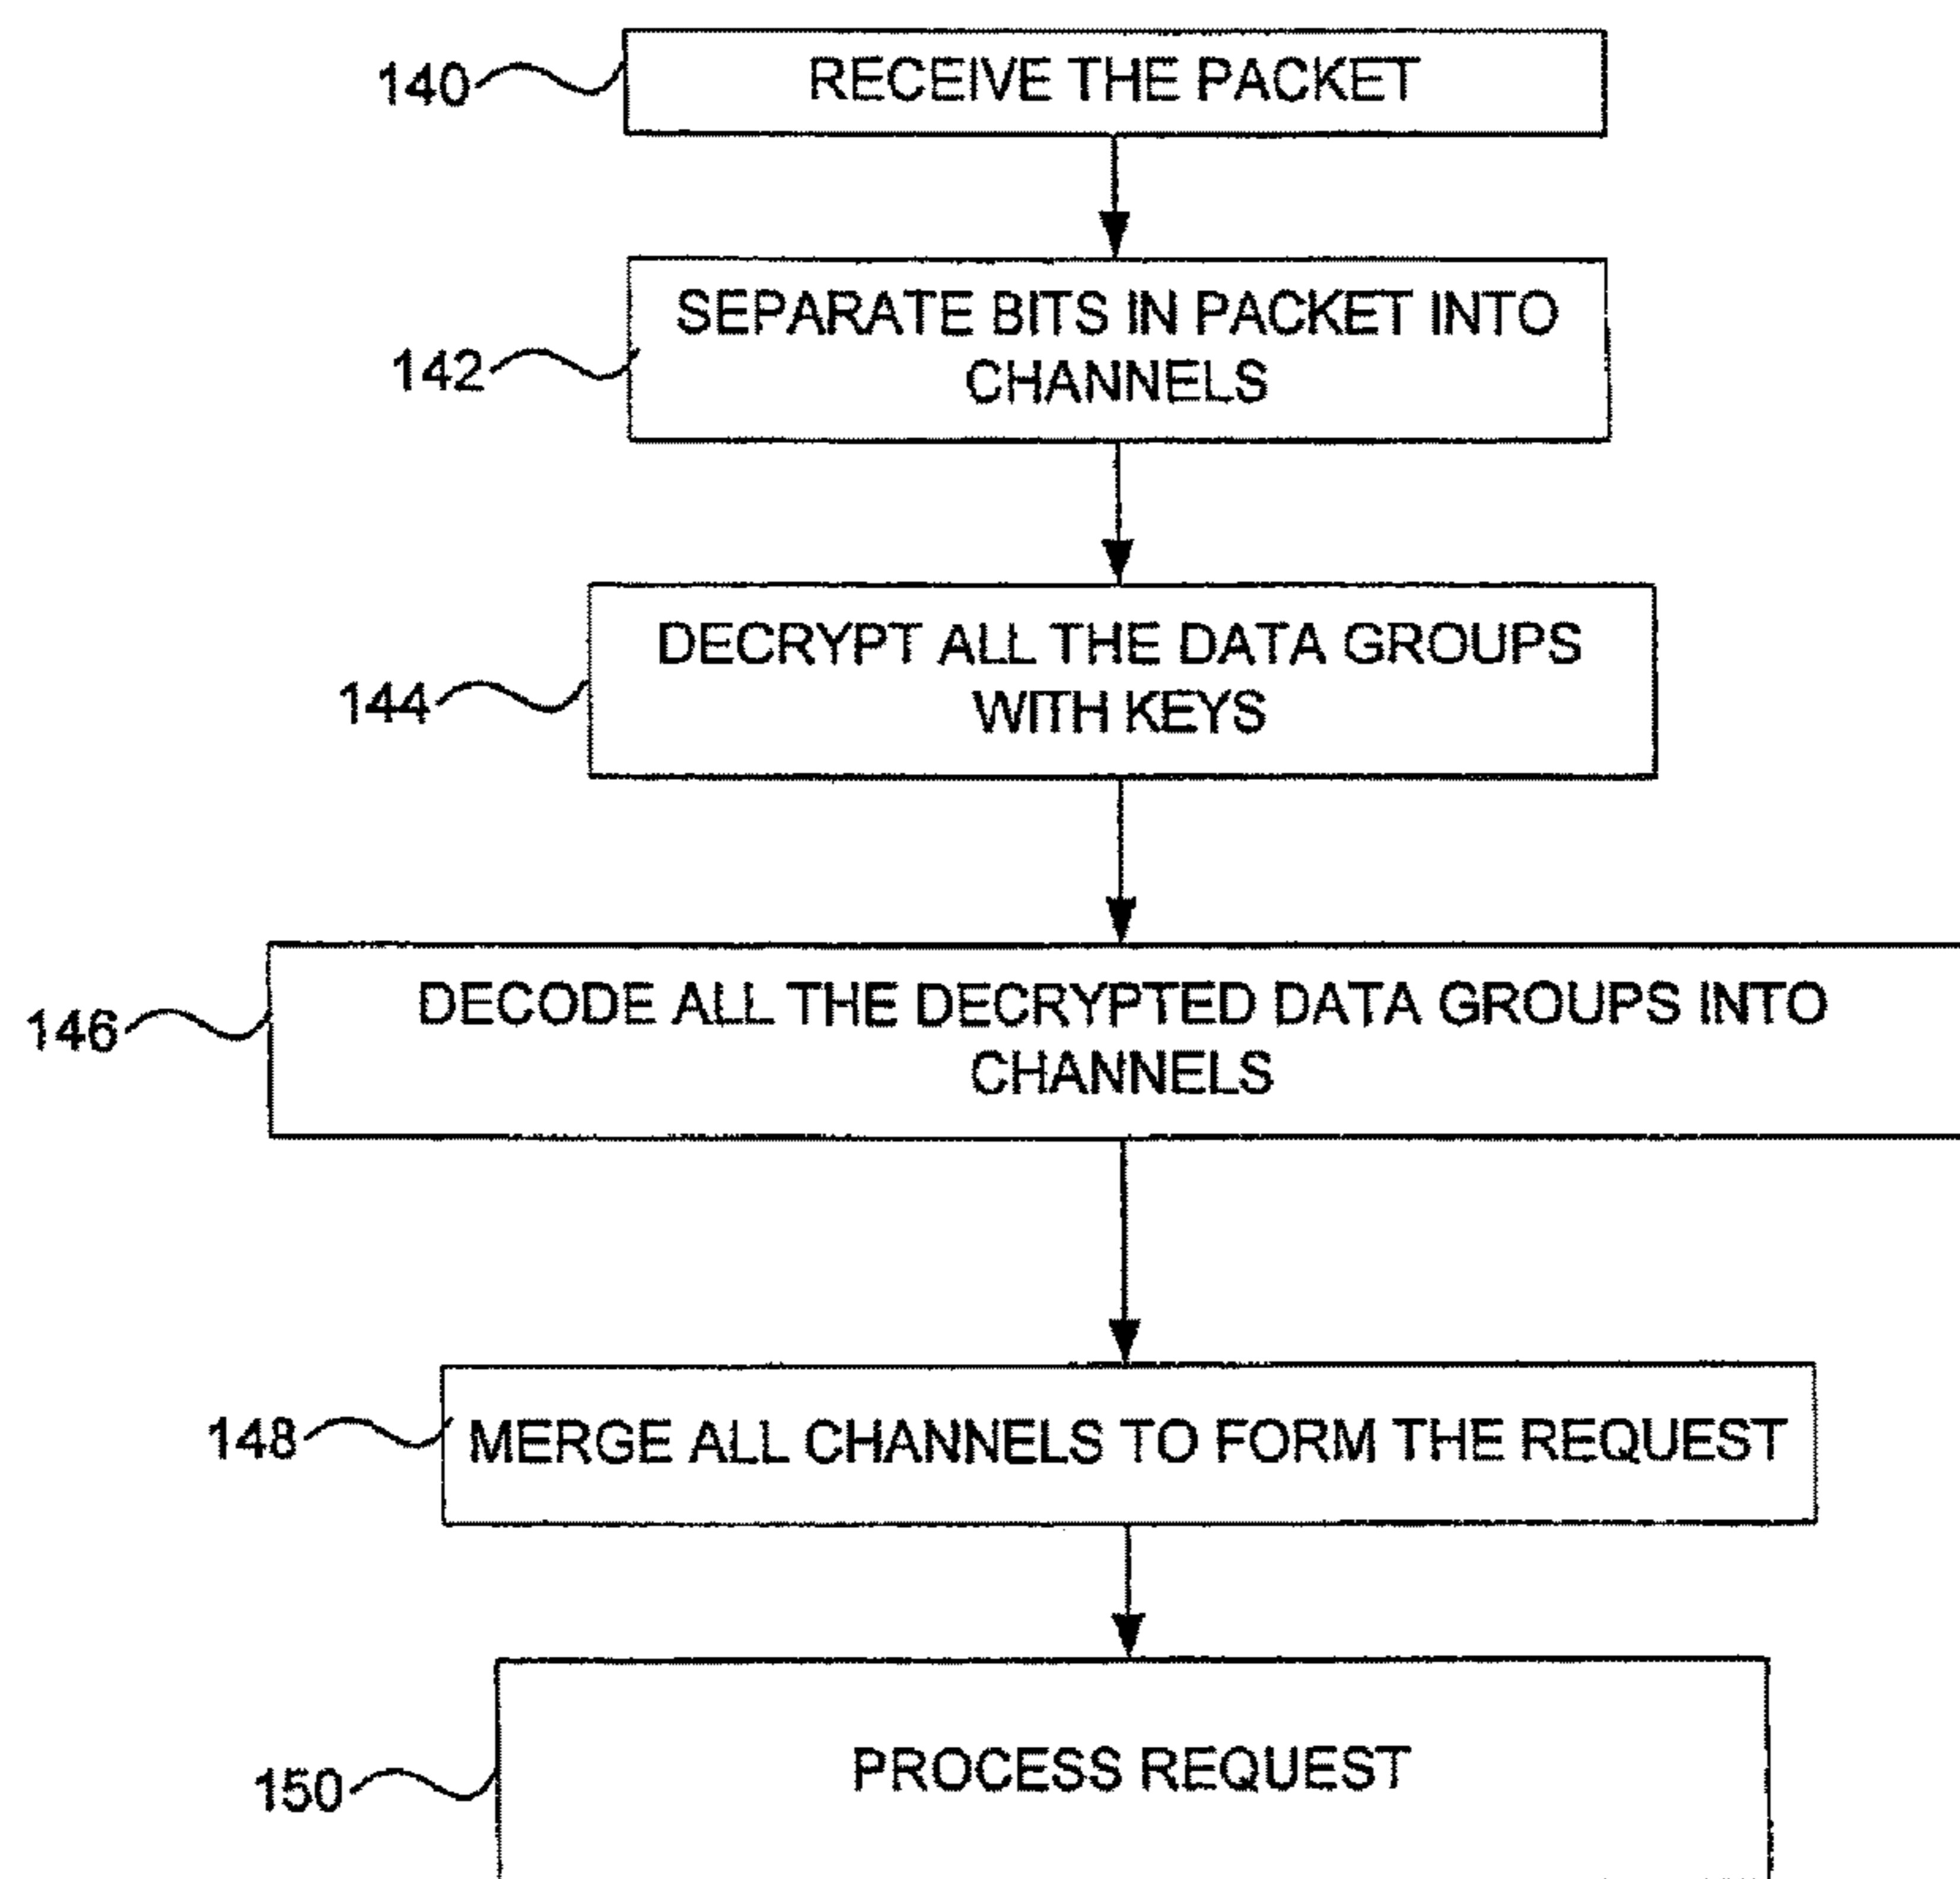 140
RECEIVE THE PACKET
SEPARATE BITS IN PACKET INTO
142
CHANNELS
DECRYPT ALL THE DATA GROUPS
144
WITH KEYS
DECODE ALL THE DECRYPTED DATA GROUPS INTO
146
CHANNELS
148
MERGE ALL CHANNELS TO FORM THE REQUEST
150
PROCESS REQUEST